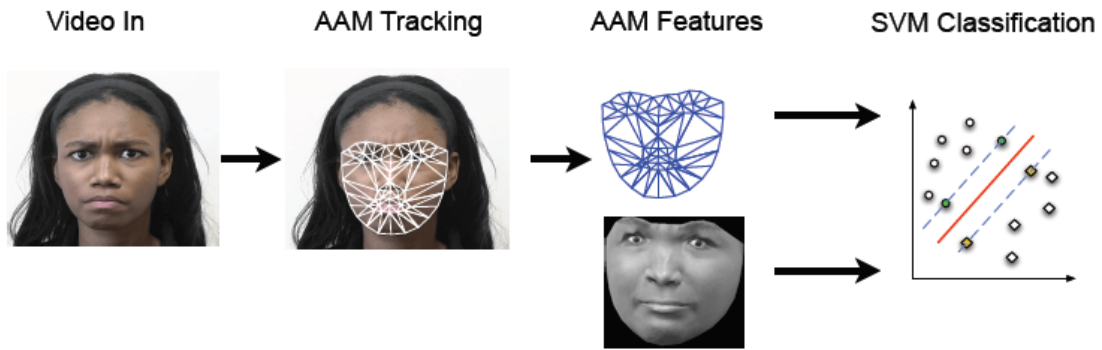 Video In
AAM Tracking
AAM Features
SVM Classification